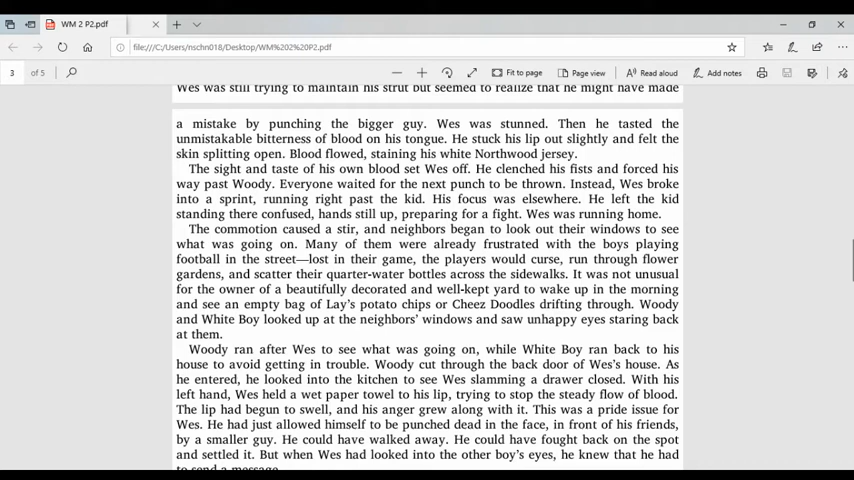 WM 2 P2.pdf
file:///C:/Users/nschn018/Desktop/WM%202%20P2.pdf
3 of 5
Fit to page
Page view
Read aloud
Add notes
Wes was still trying to maintain his strut but seemed to realize that he might have made
a mistake by punching the bigger guy. Wes was stunned. Then he tasted the
unmistakable bitterness of blood on his tongue. He stuck his lip out slightly and felt the
skin splitting open. Blood flowed, staining his white Northwood jersey.
The sight and taste of his own blood set Wes off. He clenched his fists and forced his
way past Woody. Everyone waited for the next punch to be thrown. Instead, Wes broke
into a sprint, running right past the kid. His focus was elsewhere. He left the kid
standing there confused, hands still up, preparing for a fight. Wes was running home.
The commotion caused a stir, and neighbors began to look out their windows to see
what was going on. Many of them were already frustrated with the boys playing
football in the street—lost in their game, the players would curse, run through flower
gardens, and scatter their quarter-water bottles across the sidewalks. It was not unusual
for the owner of a beautifully decorated and well-kept yard to wake up in the morning
and see an empty bag of Lay's potato chips or Cheez Doodles drifting through. Woody
and White Boy looked up at the neighbors' windows and saw unhappy eyes staring back
at them.
Woody ran after Wes to see what was going on, while White Boy ran back to his
house to avoid getting in trouble. Woody cut through the back door of Wes's house. As
he entered, he looked into the kitchen to see Wes slamming a drawer closed. With his
left hand, Wes held a wet paper towel to his lip, trying to stop the steady flow of blood.
The lip had begun to swell, and his anger grew along with it. This was a pride issue for
Wes. He had just allowed himself to be punched dead in the face, in front of his friends,
by a smaller guy. He could have walked away. He could have fought back on the spot
and settled it. But when Wes had looked into the other boy's eyes, he knew that he had
to send a message.